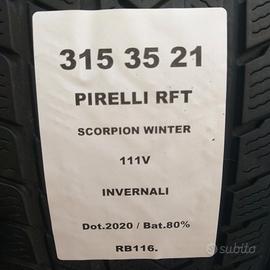 315 35 21
PIRELLI RFT
SCORPION WINTER
111V
INVERNALI
Dot.2020 / Bat.80%
RB116.
subito